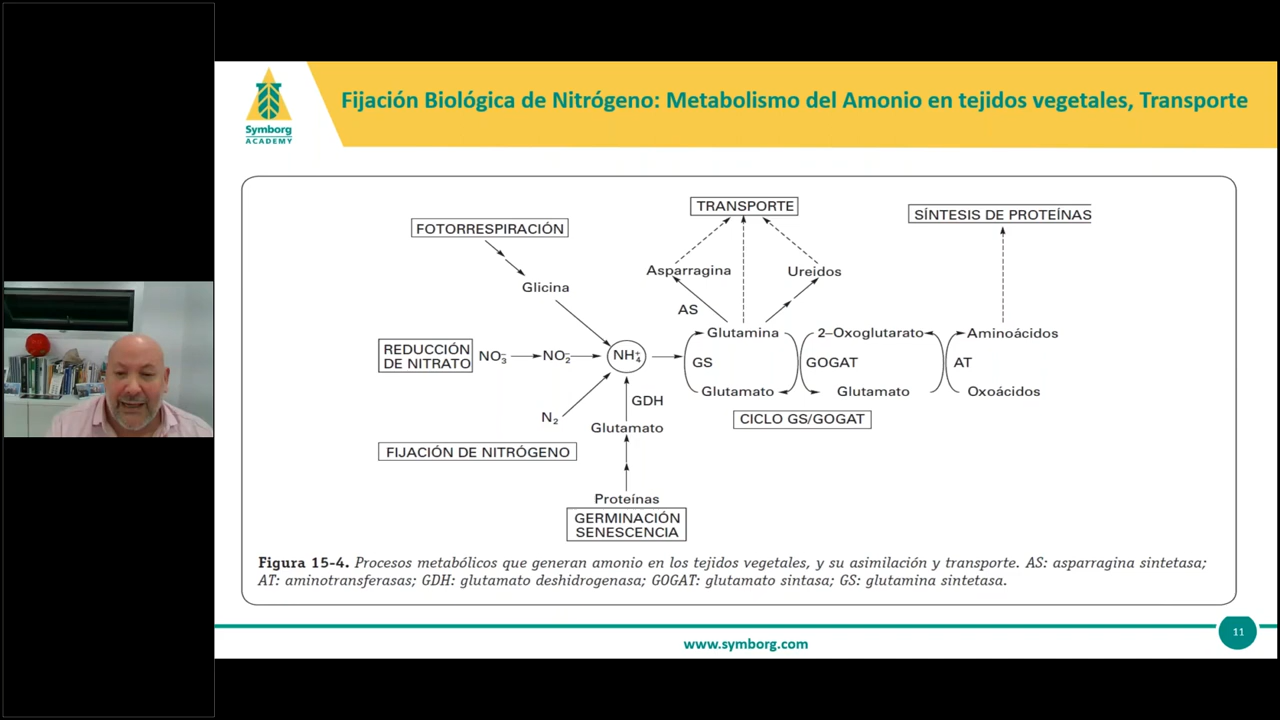 Symborg
ACADEMY
Fijación Biológica de Nitrógeno: Metabolismo del Amonio en tejidos vegetales, Transporte
TRANSPORTE
SÍNTESIS DE PROTEÍNAS
FOTORRESPIRACIÓN
Asparragina
Ureidos
Glicina
AS
Glutamina
2–Oxoglutarato
Aminoácidos
REDUCCIÓN
DE NITRATO
NO₃⁻
NO₂⁻
NH₄⁺
GS
GOGAT
AT
Glutamato
Glutamato
Oxoácidos
GDH
N₂
Glutamato
CICLO GS/GOGAT
FIJACIÓN DE NITRÓGENO
Proteínas
GERMINACIÓN
SENESCENCIA
Figura 15-4. Procesos metabólicos que generan amonio en los tejidos vegetales, y su asimilación y transporte. AS: asparragina sintetasa;
AT: aminotransferasas; GDH: glutamato deshidrogenasa; GOGAT: glutamato sintasa; GS: glutamina sintetasa.
www.symborg.com
11